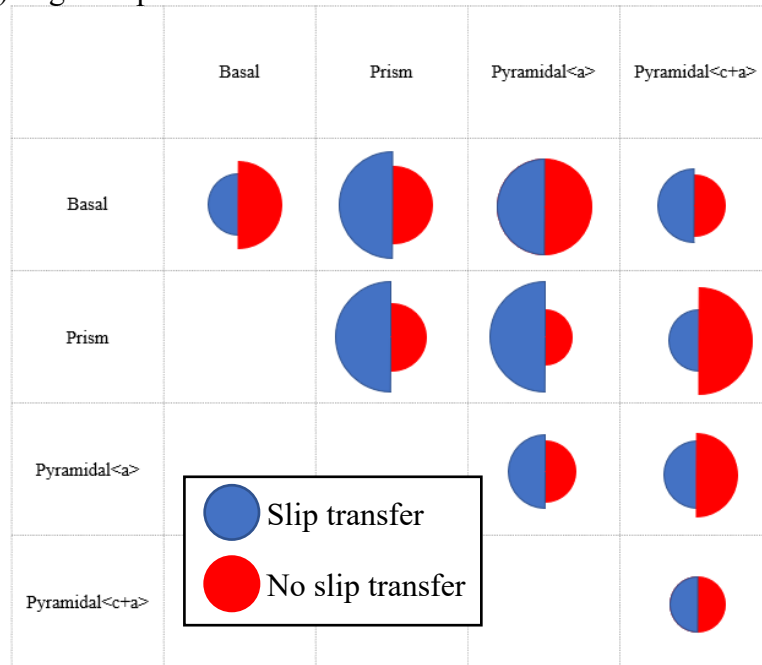 Basal Prism Pyramidal<a> Pyramidal<c+a>
Basal
Prism
Pyramidal<a>
Pyramidal<c+a>
Slip transfer
No slip transfer